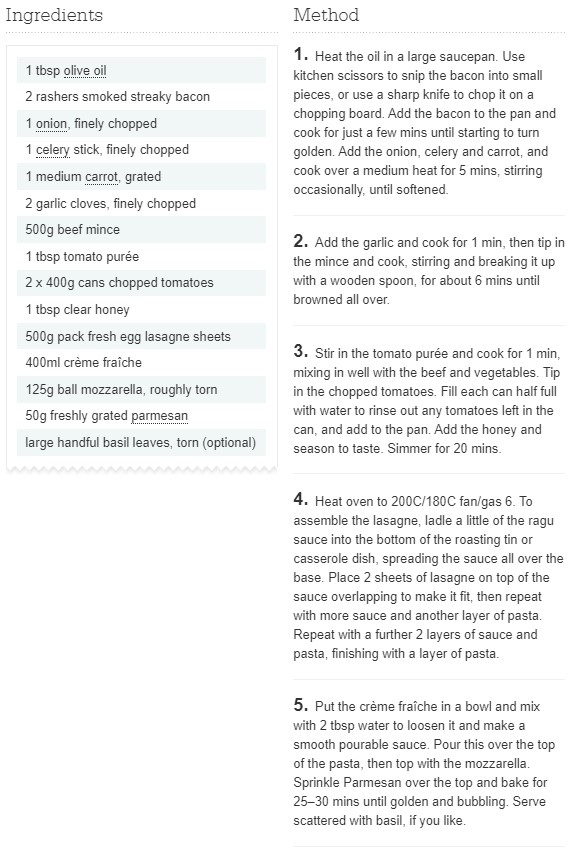 Ingredients
1 tbsp olive oil
2 rashers smoked streaky bacon
1 onion, finely chopped
1 celery stick, finely chopped
1 medium carrot, grated
2 garlic cloves, finely chopped
500g beef mince
1 tbsp tomato purée
2 x 400g cans chopped tomatoes
1 tbsp clear honey
500g pack fresh egg lasagne sheets
400ml crème fraîche
125g ball mozzarella, roughly torn
50g freshly grated parmesan
large handful basil leaves, torn (optional)
Method
1. Heat the oil in a large saucepan. Use
kitchen scissors to snip the bacon into small
pieces, or use a sharp knife to chop it on a
chopping board. Add the bacon to the pan and
cook for just a few mins until starting to turn
golden. Add the onion, celery and carrot, and
cook over a medium heat for 5 mins, stirring
occasionally, until softened.
2. Add the garlic and cook for 1 min, then tip in
the mince and cook, stirring and breaking it up
with a wooden spoon, for about 6 mins until
browned all over.
3. Stir in the tomato purée and cook for 1 min,
mixing in well with the beef and vegetables. Tip
in the chopped tomatoes. Fill each can half full
with water to rinse out any tomatoes left in the
can, and add to the pan. Add the honey and
season to taste. Simmer for 20 mins.
4. Heat oven to 200C/180C fan/gas 6. To
assemble the lasagne, ladle a little of the ragu
sauce into the bottom of the roasting tin or
casserole dish, spreading the sauce all over the
base. Place 2 sheets of lasagne on top of the
sauce overlapping to make it fit, then repeat
with more sauce and another layer of pasta.
Repeat with a further 2 layers of sauce and
pasta, finishing with a layer of pasta.
5. Put the crème fraîche in a bowl and mix
with 2 tbsp water to loosen it and make a
smooth pourable sauce. Pour this over the top
of the pasta, then top with the mozzarella.
Sprinkle Parmesan over the top and bake for
25–30 mins until golden and bubbling. Serve
scattered with basil, if you like.